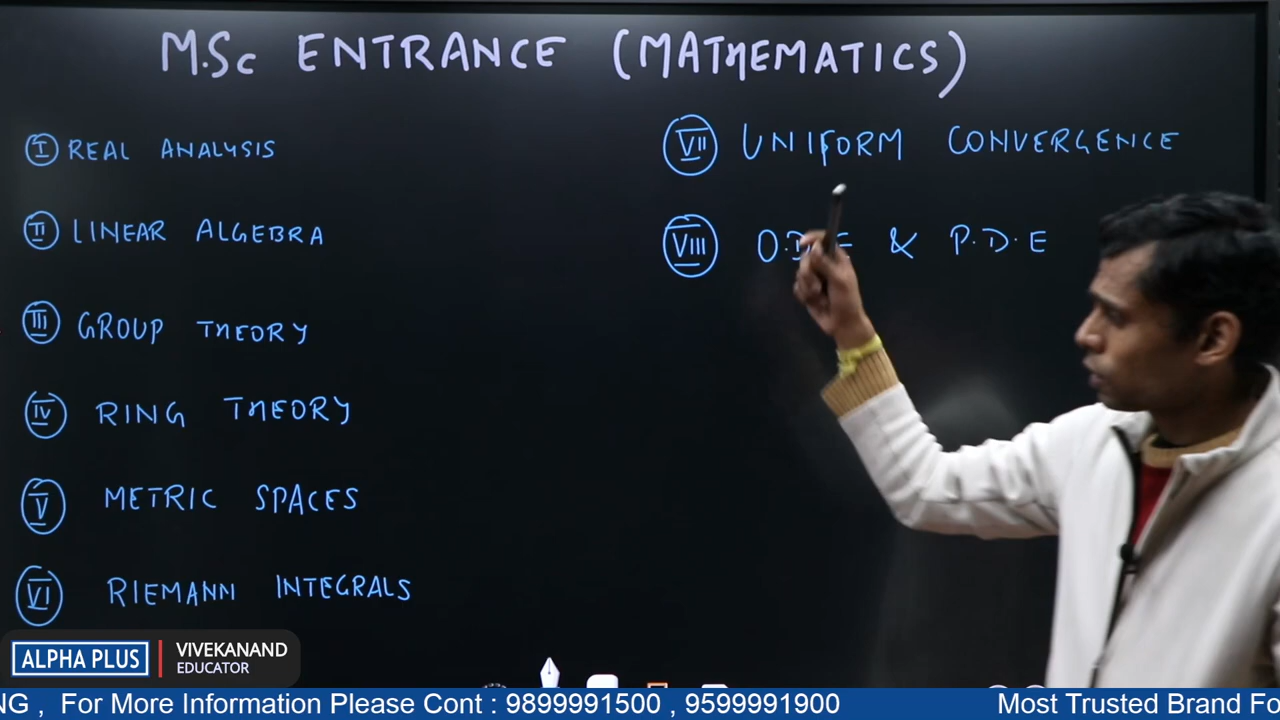 M.Sc ENTRANCE (MATHEMATICS)
I REAL ANALYSIS
II LINEAR ALGEBRA
III GROUP THEORY
IV RING THEORY
V METRIC SPACES
VI RIEMANN INTEGRALS
VII UNIFORM CONVERGENCE
VIII O.D.E & P.D.E
ALPHA PLUS
VIVEKANAND
EDUCATOR
NG , For More Information Please Cont : 9899991500 , 9599991900 Most Trusted Brand Fo